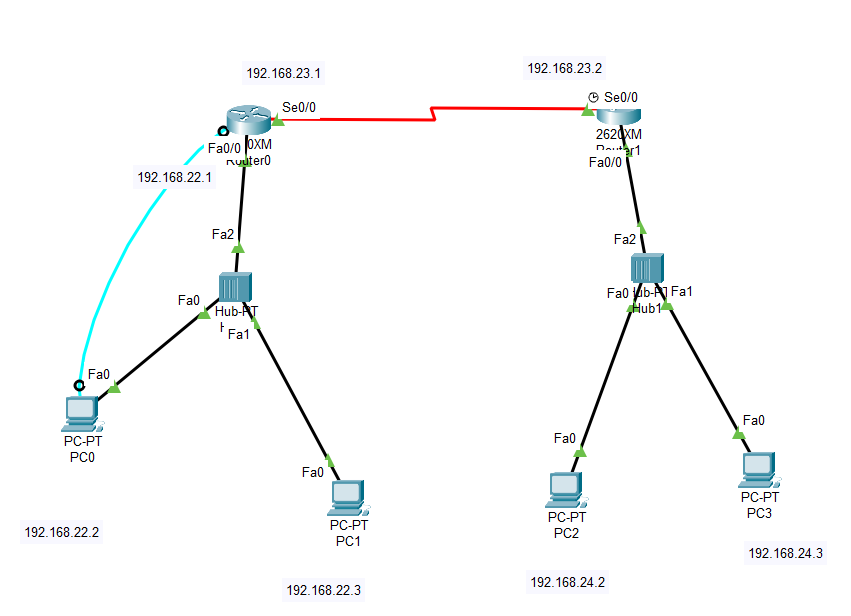 192.168.23.1
192.168.23.2
Se0/0
Se0/0
Fa0/0
0XM
Router0
2620XM
Router1
Fa0/0
192.168.22.1
Fa2
Fa2
Fa0
Hub-PT
Fa1
Fa0
Hub1
Fa1
Fa0
PC-PT
PC0
Fa0
PC-PT
PC1
Fa0
PC-PT
PC2
Fa0
PC-PT
PC3
192.168.22.2
192.168.22.3
192.168.24.2
192.168.24.3